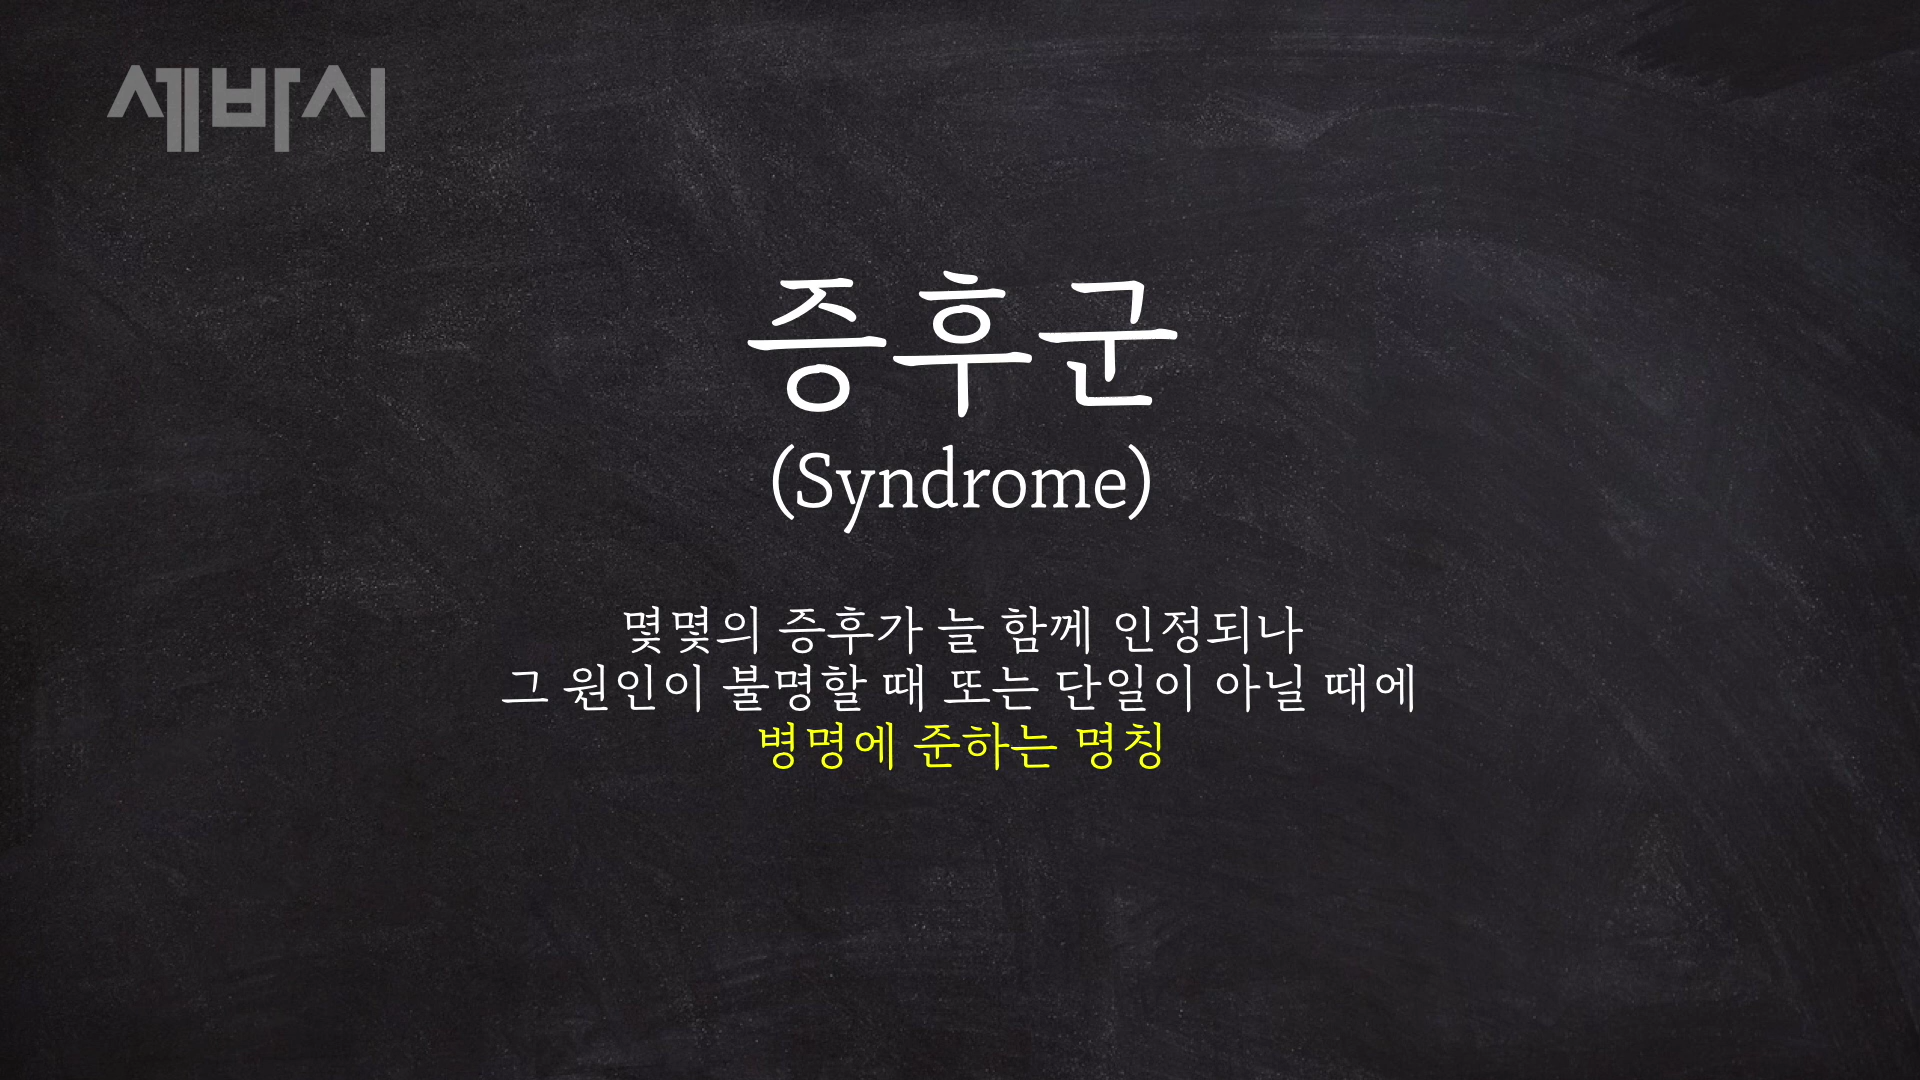 세바시
증후군
(Syndrome)
몇몇의 증후가 늘 함께 인정되나
그 원인이 불명할 때 또는 단일이 아닐 때에
병명에 준하는 명칭